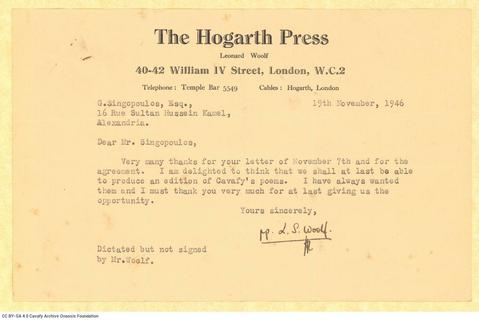 The Hogarth Press
Leonard Woolf
40-42 William IV Street, London, W.C.2
Telephone: Temple Bar 5549 Cables: Hogarth, London
G.Singopoulos, Esq., 19th November, 1946
16 Rue Sultan Hussein Kamel,
Alexandria.
Dear Mr. Singopoulos,
Very many thanks for your letter of November 7th and for the
agreement. I am delighted to think that we shall at last be able
to produce an edition of Cavafy's poems. I have always wanted
them and I must thank you very much for at last giving us the
opportunity.
Yours sincerely,
L.S. Woolf.
Dictated but not signed
by Mr.Woolf.
CC BY-SA 4.0 Cavafy Archive Onassis Foundation